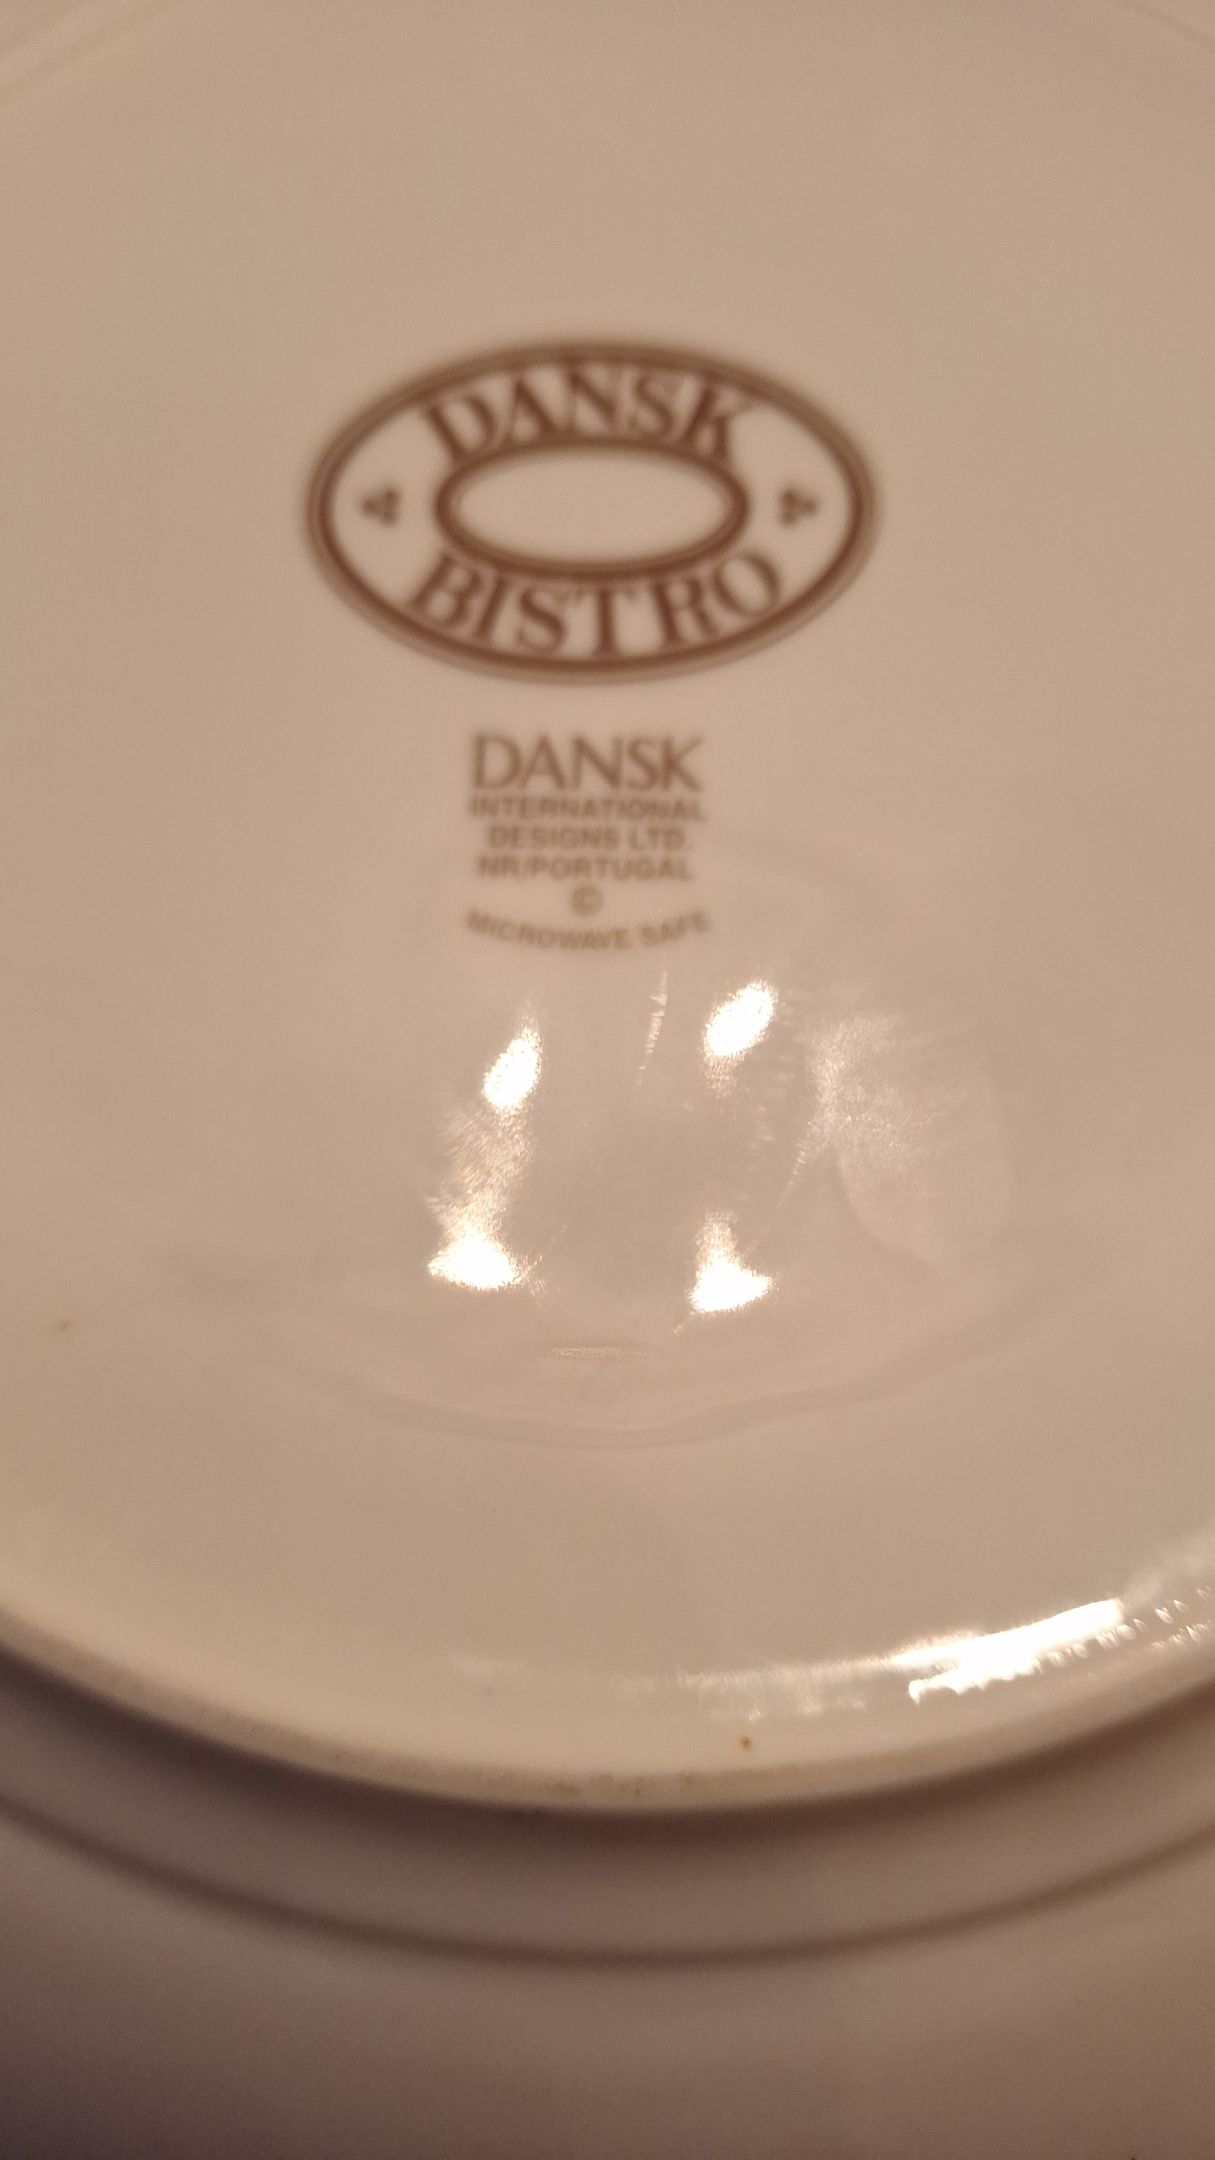 DANSK
BISTRO
DANSK
INTERNATIONAL
DESIGNS LTD.
NR/PORTUGAL
©
MICROWAVE SAFE